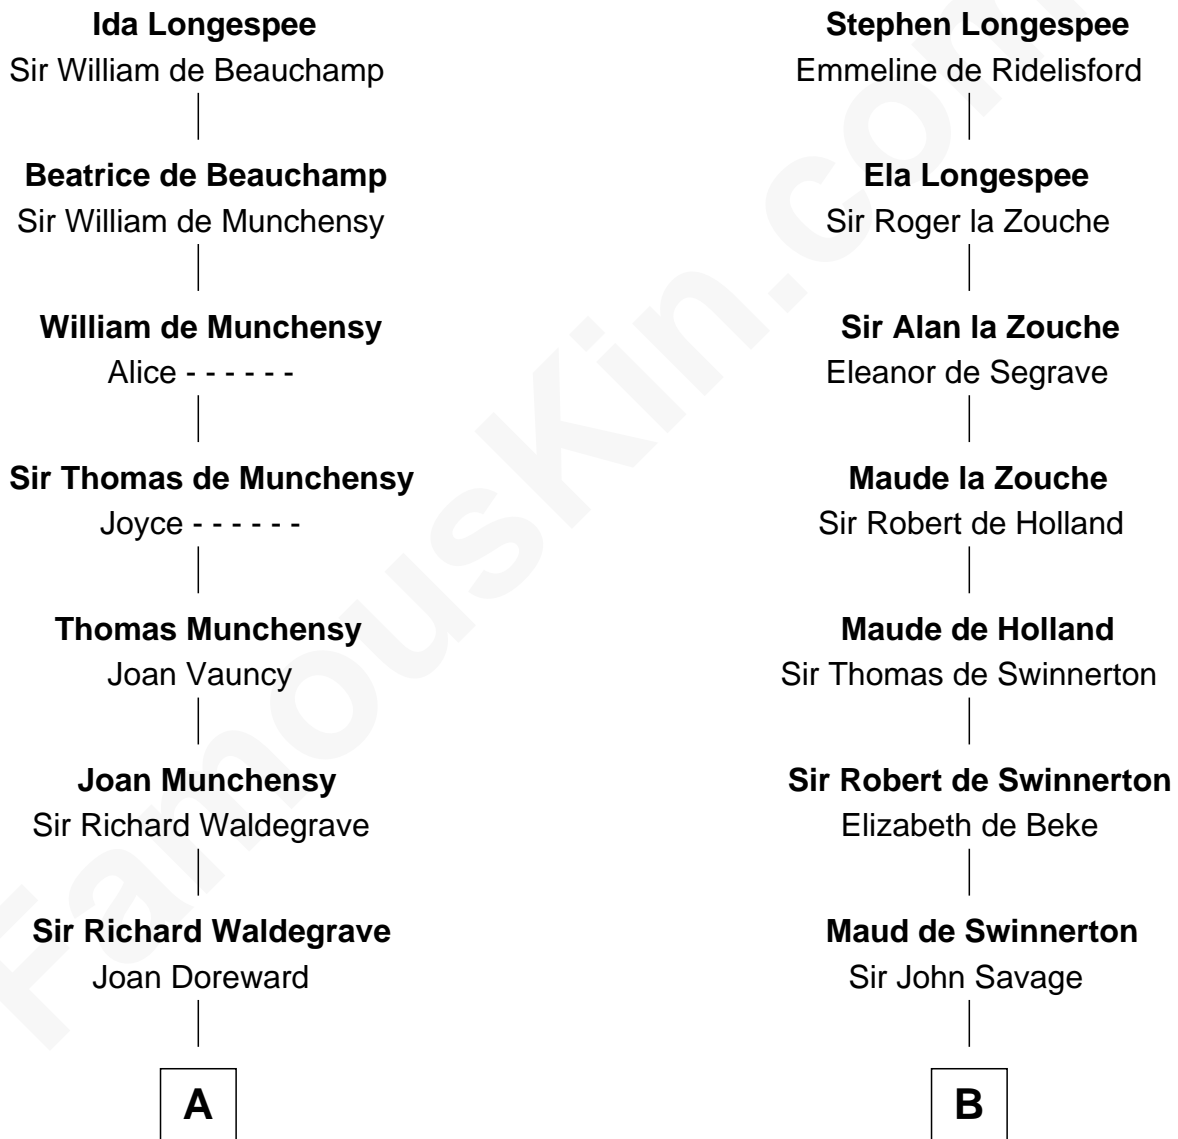 Ida Longespee
Sir William de Beauchamp
Beatrice de Beauchamp
Sir William de Munchensy
William de Munchensy
Alice - - - - - -
Sir Thomas de Munchensy
Joyce - - - - - -
Thomas Munchensy
Joan Vauncy
Joan Munchensy
Sir Richard Waldegrave
Sir Richard Waldegrave
Joan Doreward
A
Stephen Longespee
Emmeline de Ridelisford
Ela Longespee
Sir Roger la Zouche
Sir Alan la Zouche
Eleanor de Segrave
Maude la Zouche
Sir Robert de Holland
Maude de Holland
Sir Thomas de Swinnerton
Sir Robert de Swinnerton
Elizabeth de Beke
Maud de Swinnerton
Sir John Savage
B
FamousKin.com